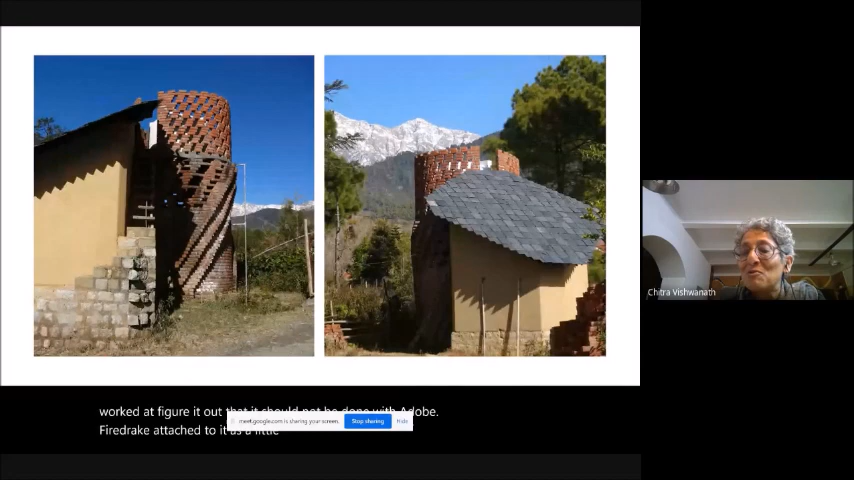 Chitra Vishwanath
worked at figure it out that it should not be done with Adobe.
Firedrake attached to it as a little
meet.google.com is sharing your screen.
Stop sharing
Hide